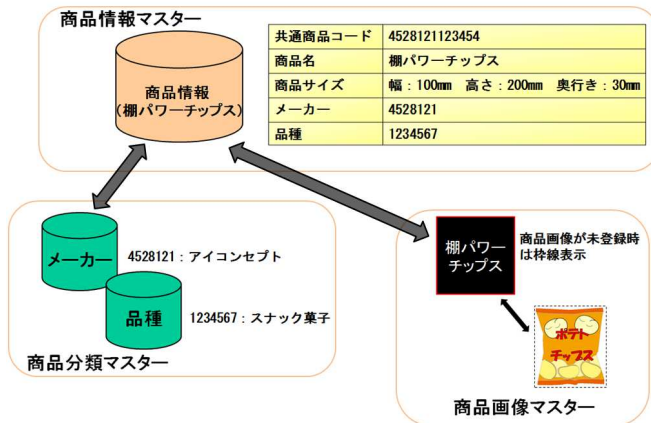 商品情報マスター
商品情報
(棚パワーチップス)
共通商品コード 4528121123454
商品名 棚パワーチップス
商品サイズ 幅:100mm 高さ:200mm 奥行き:30mm
メーカー 4528121
品種 1234567
メーカー
4528121:アイコンセプト
品種
1234567:スナック菓子
商品分類マスター
棚パワー
チップス
商品画像が未登録時
は枠線表示
ポテト
チップス
商品画像マスター